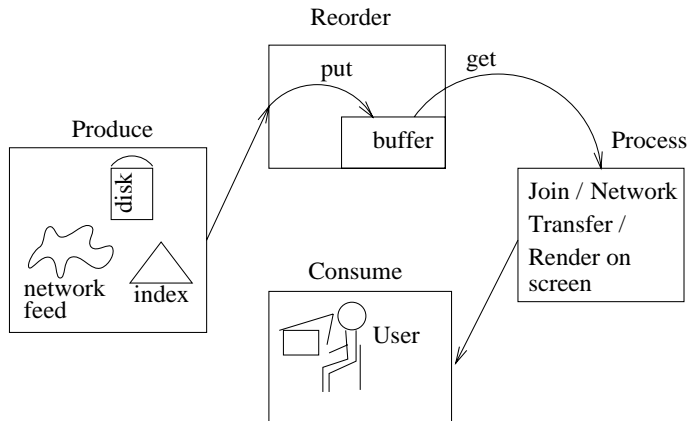 Reorder
put
get
buffer
Produce
disk
network
feed
index
Process
Join / Network
Transfer /
Render on
screen
Consume
User